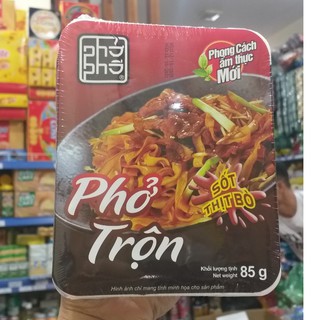 phở
phố
Phong Cách
ẩm thực
Mới
SỐT
THỊT BÒ
Phở
Trộn
Khối lượng tịnh
Net weight
85 g
Hình ảnh chỉ mang tính minh họa cho sản phẩm